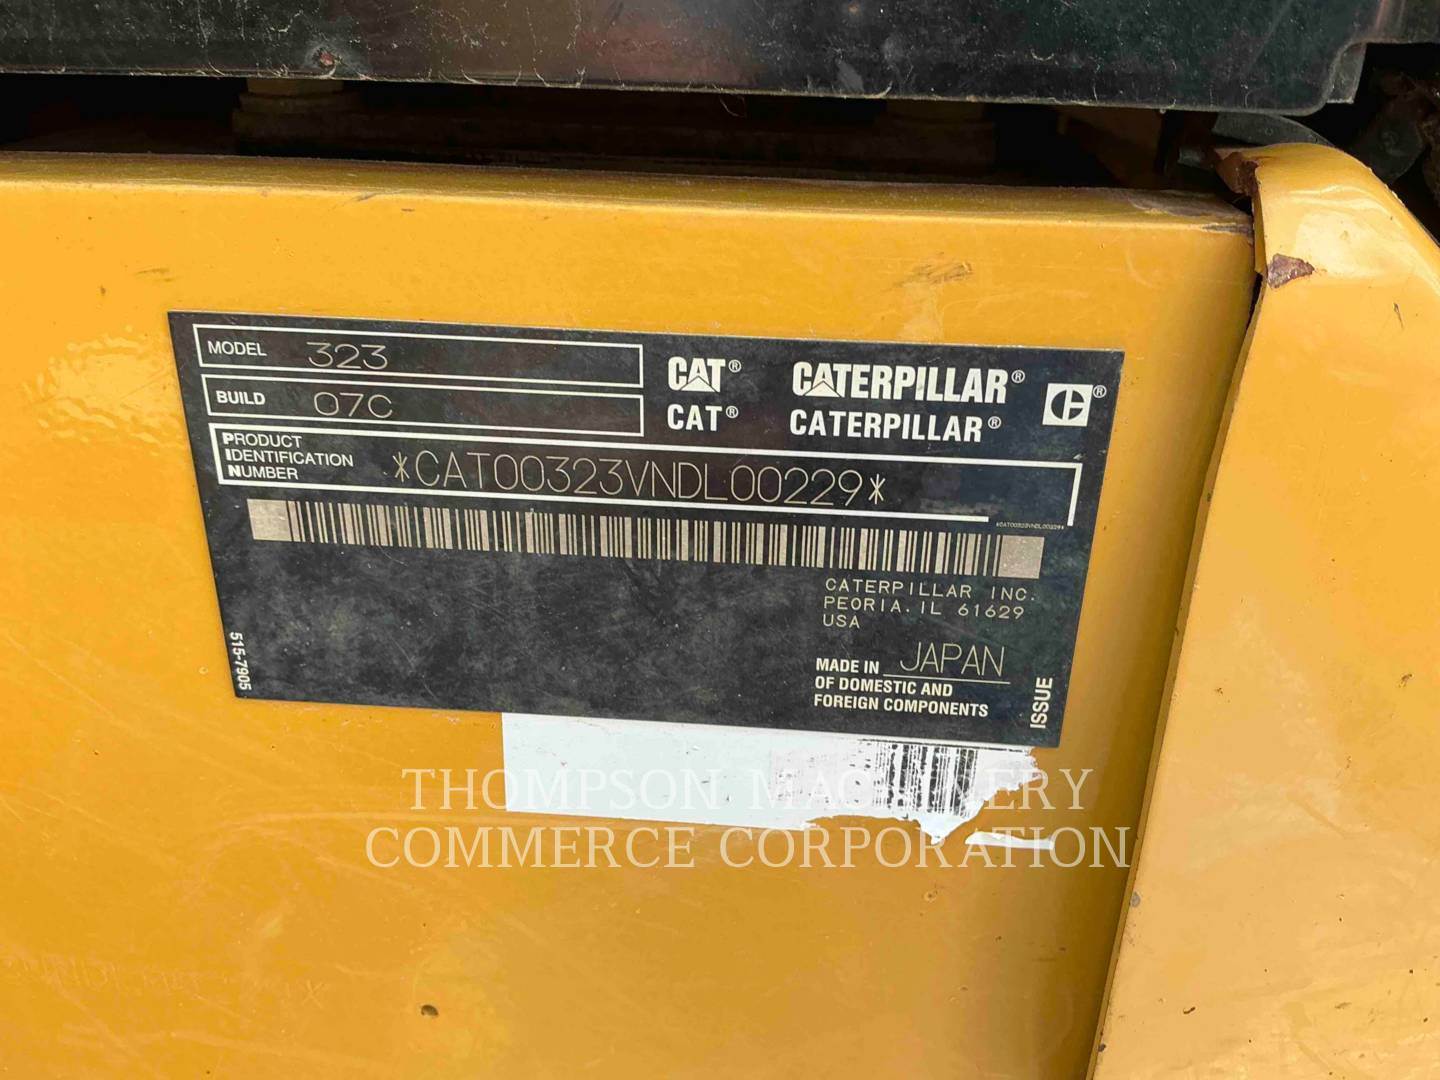 MODEL 323
BUILD 07C
CAT® CATERPILLAR® ®
CAT® CATERPILLAR®
PRODUCT
IDENTIFICATION
NUMBER
*CAT00323VNDL00229*
*CAT00323VNDL00229*
CATERPILLAR INC.
PEORIA. IL 61629
USA
MADE IN JAPAN
OF DOMESTIC AND
FOREIGN COMPONENTS
515-7905
ISSUE
THOMPSON MACHINERY
COMMERCE CORPORATION